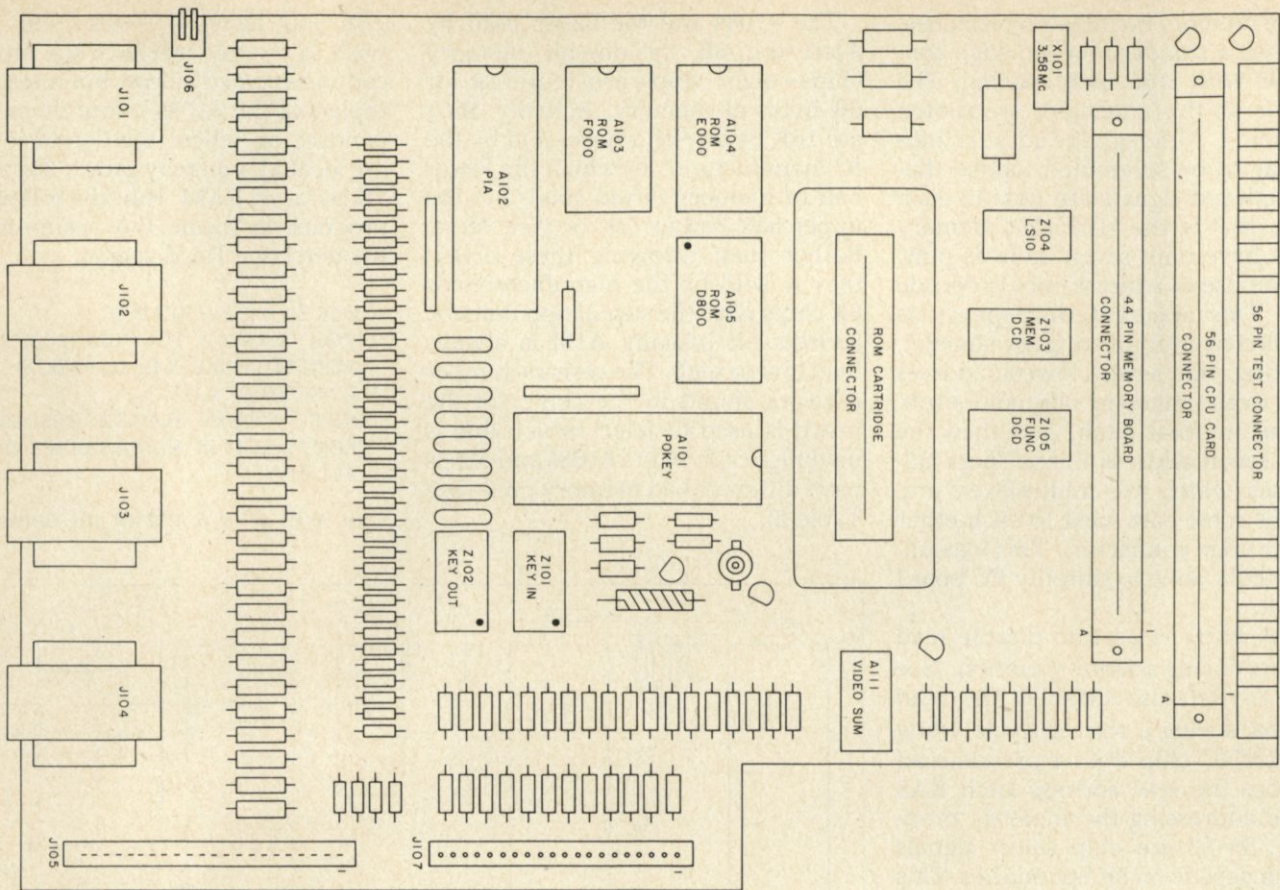 J106
J101
J102
J103
J104
J105
J107
A102
PIA
A103
ROM
F000
A104
ROM
E000
A105
ROM
D800
A101
POKEY
Z102
KEY OUT
Z101
KEY IN
A111
VIDEO SUM
ROM CARTRIDGE
CONNECTOR
X101
3.58Mc
Z104
LS10
Z103
MEM
DCD
Z105
FUNC
DCD
44 PIN MEMORY BOARD
CONNECTOR
56 PIN CPU CARD
CONNECTOR
56 PIN TEST CONNECTOR
A
1
A
1
1
1